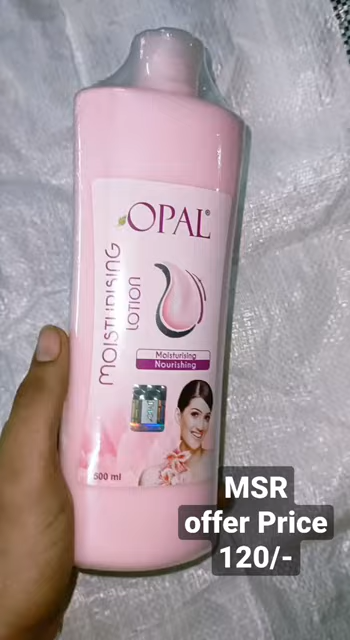 OPAL®
MOISTURISING
LOTION
Moisturising
Nourishing
500 ml
MSR
offer Price
120/-